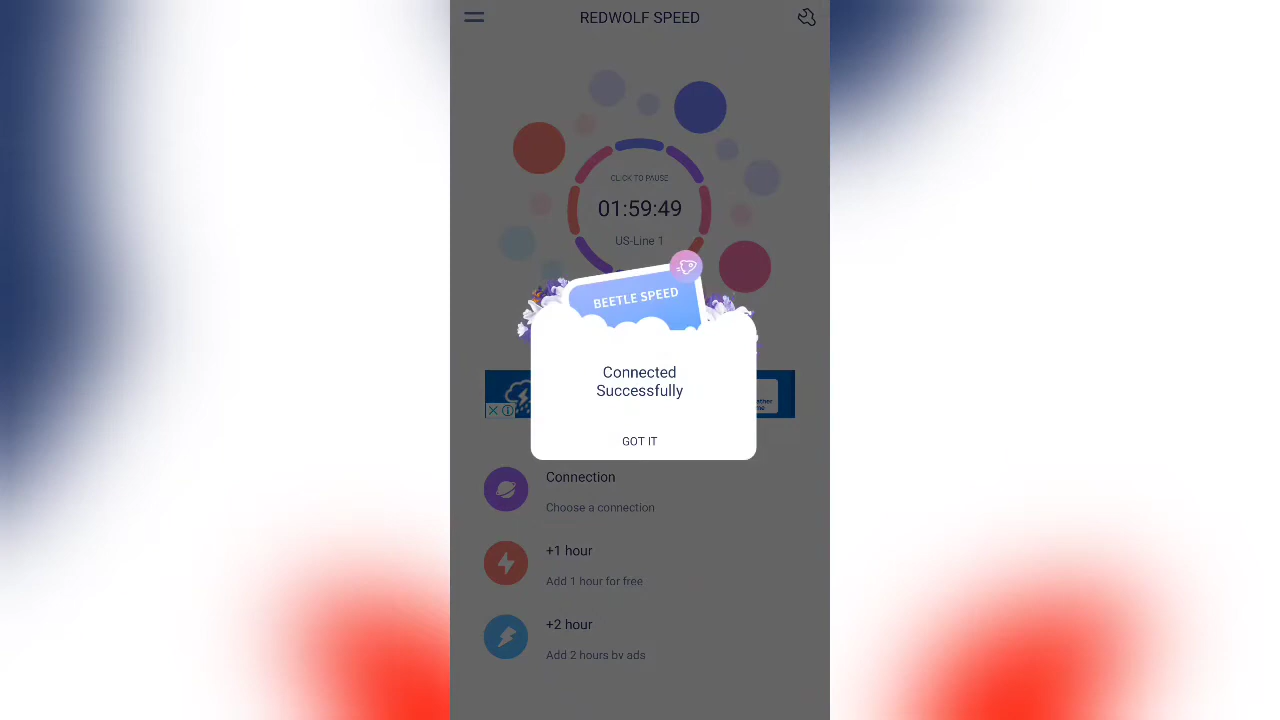 REDWOLF SPEED
CLICK TO PAUSE
01:59:49
US-Line 1
BEETLE SPEED
Connected
Successfully
GOT IT
Connection
Choose a connection
+1 hour
Add 1 hour for free
+2 hour
Add 2 hours by ads